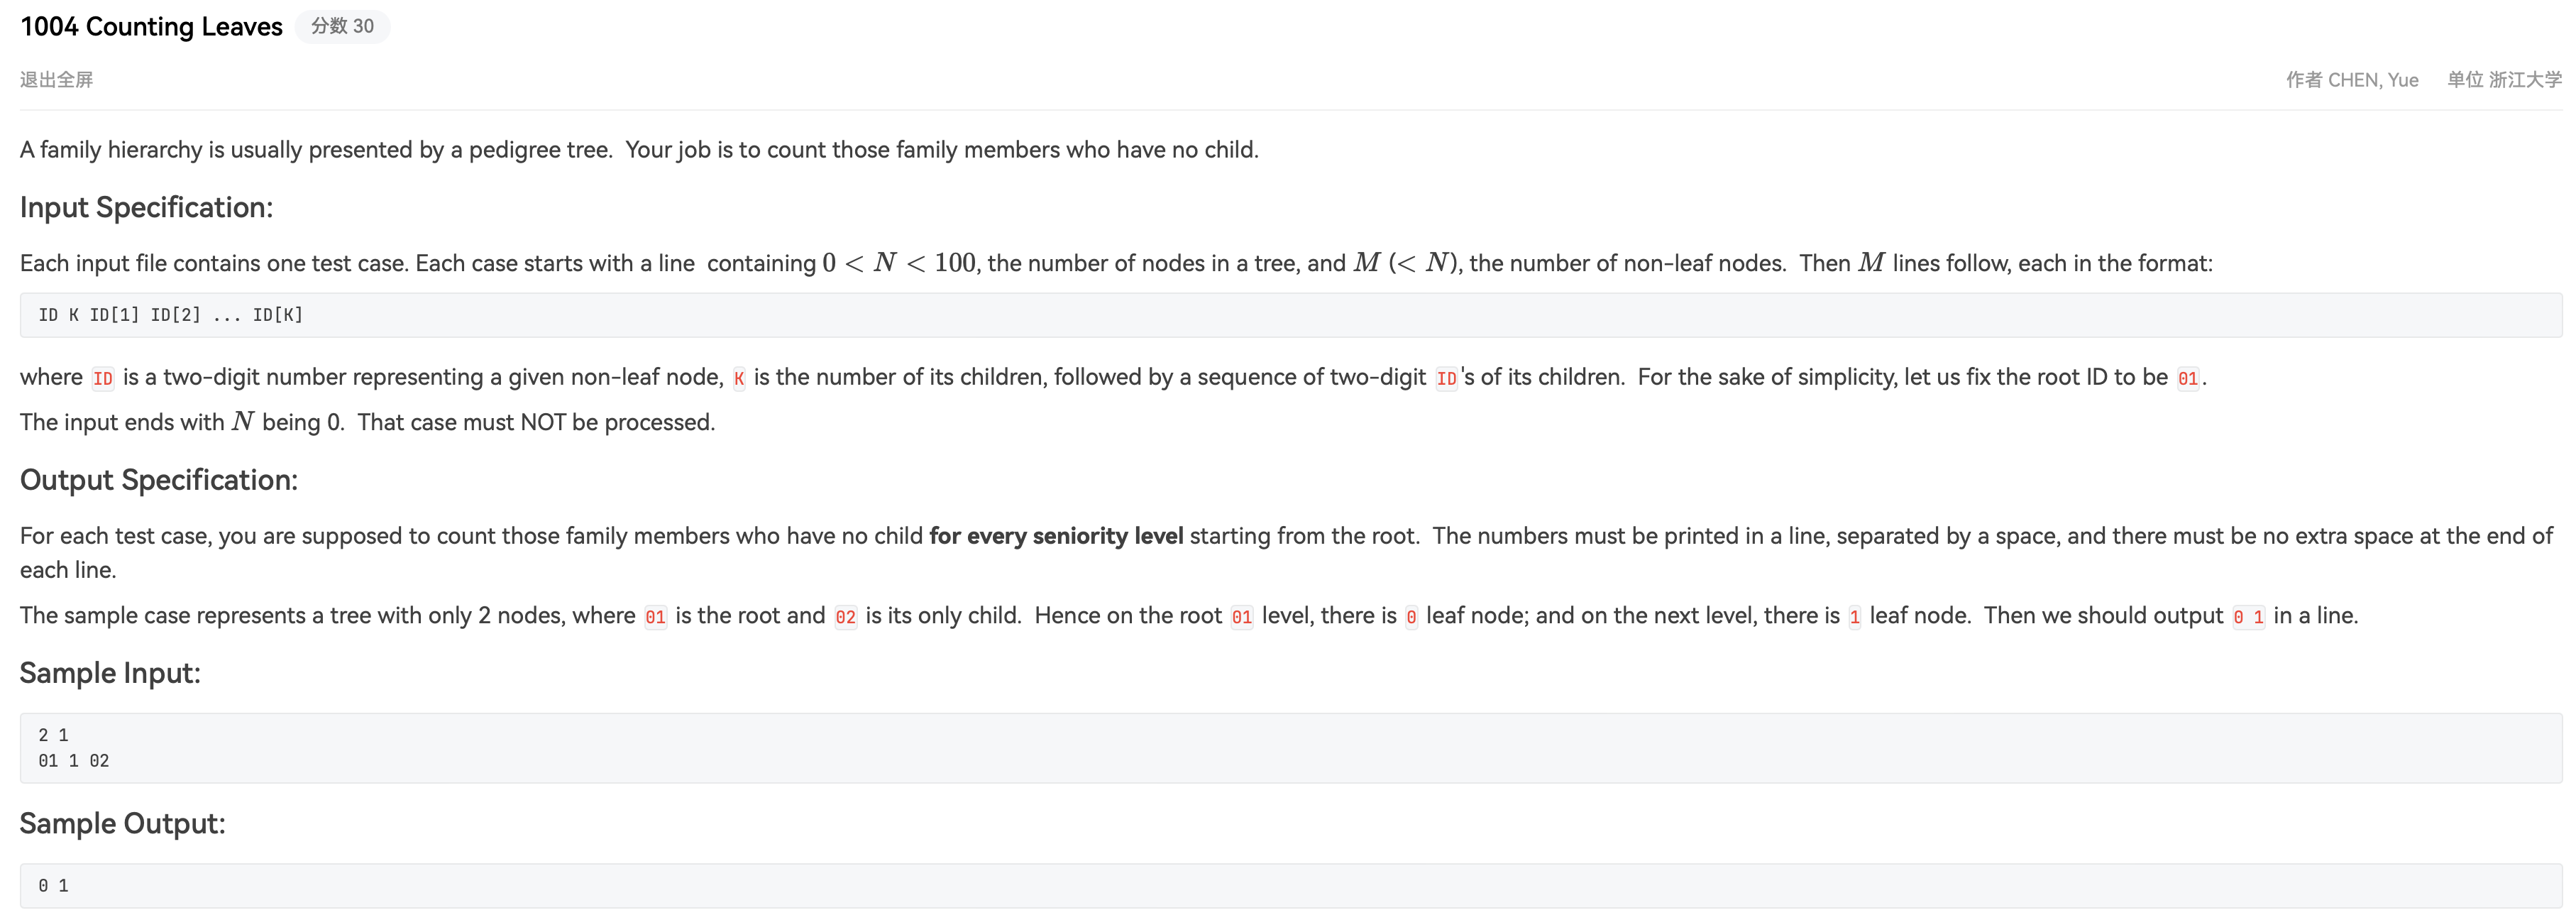 1004 Counting Leaves 分数 30
退出全屏 作者 CHEN, Yue 单位 浙江大学
A family hierarchy is usually presented by a pedigree tree. Your job is to count those family members who have no child.
Input Specification:
Each input file contains one test case. Each case starts with a line containing 0 < N < 100, the number of nodes in a tree, and M (< N), the number of non-leaf nodes. Then M lines follow, each in the format:
ID K ID[1] ID[2] ... ID[K]
where ID is a two-digit number representing a given non-leaf node, K is the number of its children, followed by a sequence of two-digit ID's of its children. For the sake of simplicity, let us fix the root ID to be 01.
The input ends with N being 0. That case must NOT be processed.
Output Specification:
For each test case, you are supposed to count those family members who have no child for every seniority level starting from the root. The numbers must be printed in a line, separated by a space, and there must be no extra space at the end of
each line.
The sample case represents a tree with only 2 nodes, where 01 is the root and 02 is its only child. Hence on the root 01 level, there is 0 leaf node; and on the next level, there is 1 leaf node. Then we should output 0 1 in a line.
Sample Input:
2 1
01 1 02
Sample Output:
0 1